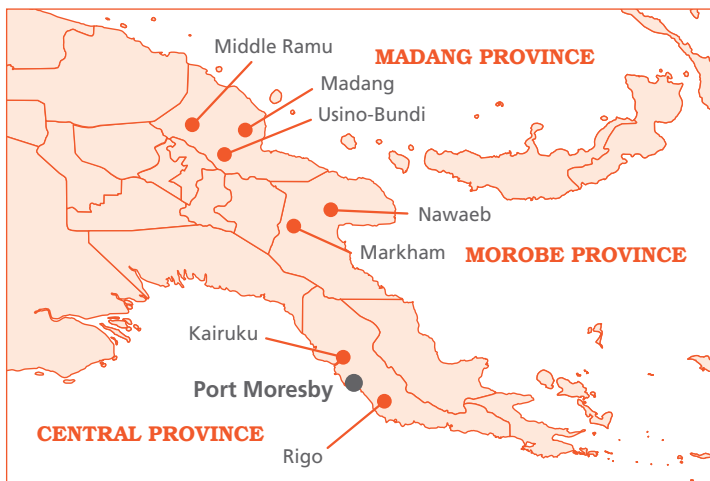 Middle Ramu
MADANG PROVINCE
Madang
Usino-Bundi
Nawaeb
Markham
MOROBE PROVINCE
Kairuku
Port Moresby
CENTRAL PROVINCE
Rigo